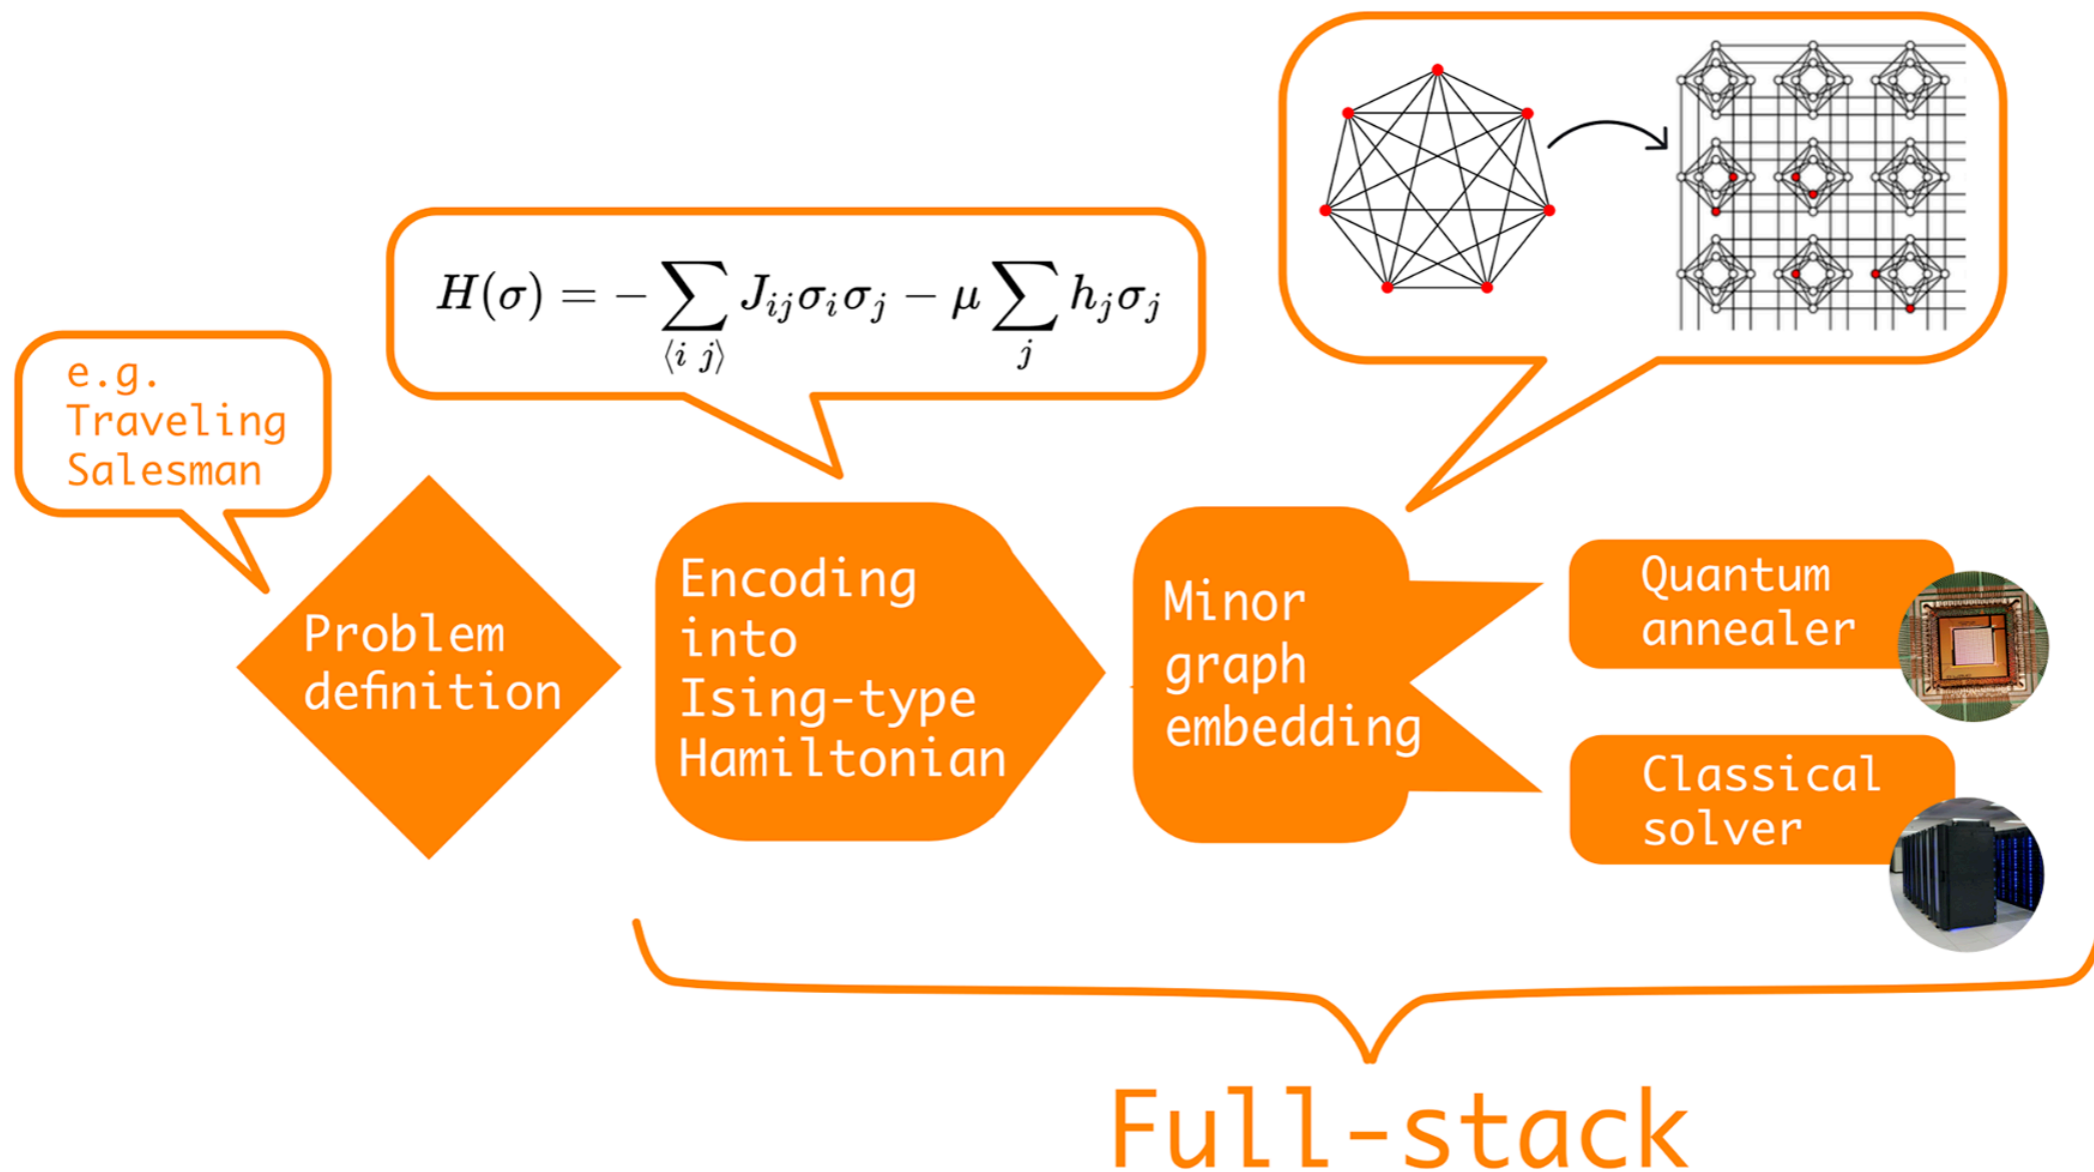 e.g.
Traveling
Salesman
H(σ) = − ∑⟨i j⟩ Jᵢⱼσᵢσⱼ − μ ∑ⱼ hⱼσⱼ
Problem
definition
Encoding
into
Ising-type
Hamiltonian
Minor
graph
embedding
Quantum
annealer
Classical
solver
Full-stack